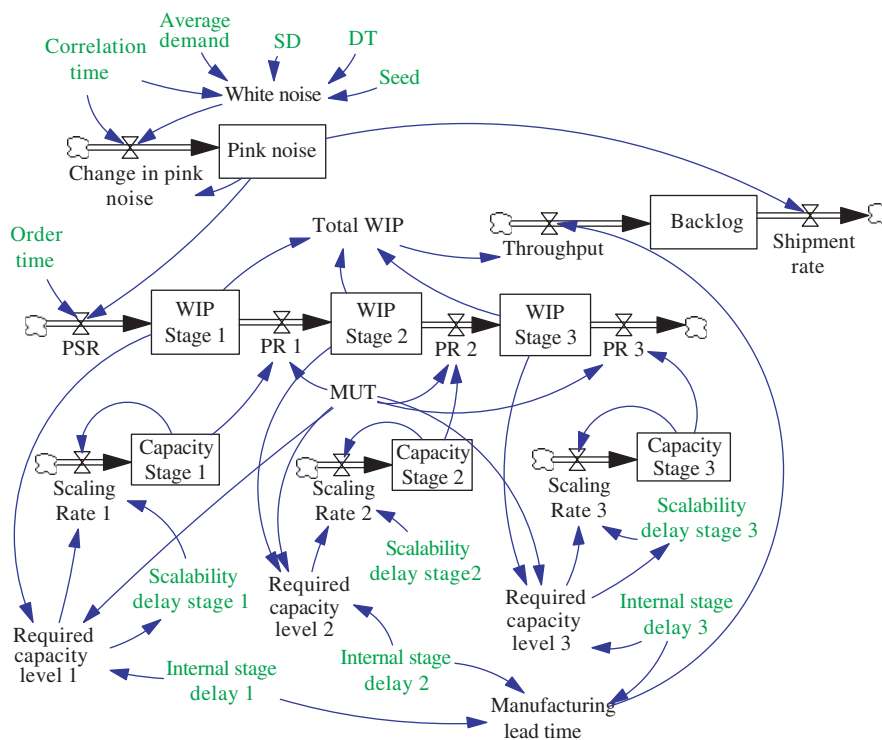 Average
demand
SD
DT
Correlation
time
Seed
White noise
Pink noise
Change in pink
noise
Total WIP
Throughput
Backlog
Shipment
rate
Order
time
PSR
WIP
Stage 1
PR 1
WIP
Stage 2
PR 2
WIP
Stage 3
PR 3
MUT
Capacity
Stage 1
Scaling
Rate 1
Capacity
Stage 2
Scaling
Rate 2
Capacity
Stage 3
Scaling
Rate 3
Scalability
delay stage 1
Scalability
delay stage2
Scalability
delay stage 3
Required
capacity
level 1
Required
capacity
level 2
Required
capacity
level 3
Internal stage
delay 1
Internal stage
delay 2
Internal stage
delay 3
Manufacturing
lead time